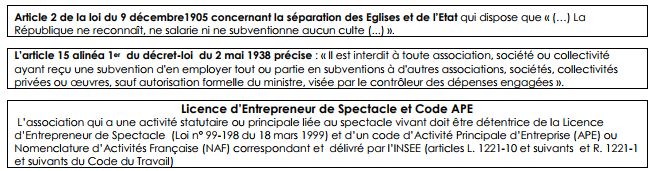 Article 2 de la loi du 9 décembre1905 concernant la séparation des Eglises et de l'Etat qui dispose que « (…) La
République ne reconnaît, ne salarie ni ne subventionne aucun culte (...) ».
L'article 15 alinéa 1er du décret-loi du 2 mai 1938 précise : « Il est interdit à toute association, société ou collectivité
ayant reçu une subvention d'en employer tout ou partie en subventions à d'autres associations, sociétés, collectivités
privées ou œuvres, sauf autorisation formelle du ministre, visée par le contrôleur des dépenses engagées ».
Licence d'Entrepreneur de Spectacle et Code APE
L'association qui a une activité statutaire ou principale liée au spectacle vivant doit être détentrice de la Licence
d'Entrepreneur de Spectacle (Loi n° 99-198 du 18 mars 1999) et d'un code d'Activité Principale d'Entreprise (APE) ou
Nomenclature d'Activités Française (NAF) correspondant et délivré par l'INSEE (articles L. 1221-10 et suivants et R. 1221-1
et suivants du Code du Travail)